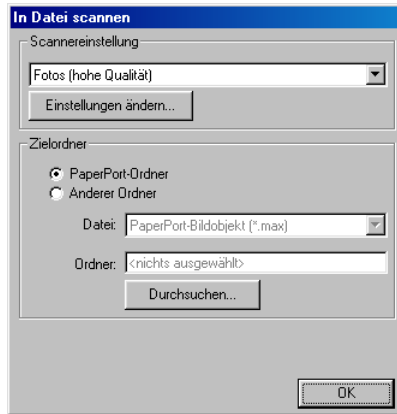 In Datei scannen
Scannereinstellung
Fotos (hohe Qualität)
Einstellungen ändern...
Zielordner
PaperPort-Ordner
Anderer Ordner
Datei: PaperPort-Bildobjekt (*.max)
Ordner: <nichts ausgewählt>
Durchsuchen...
OK